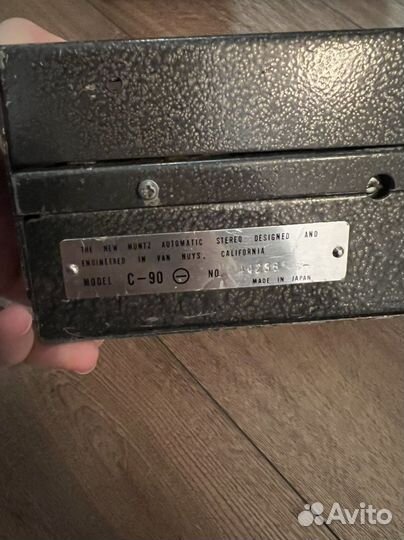 THE NEW MUNTZ AUTOMATIC STEREO DESIGNED AND
ENGINEERED IN VAN NUYS, CALIFORNIA
MODEL C-90 ⊖ NO.
MADE IN JAPAN
Avito